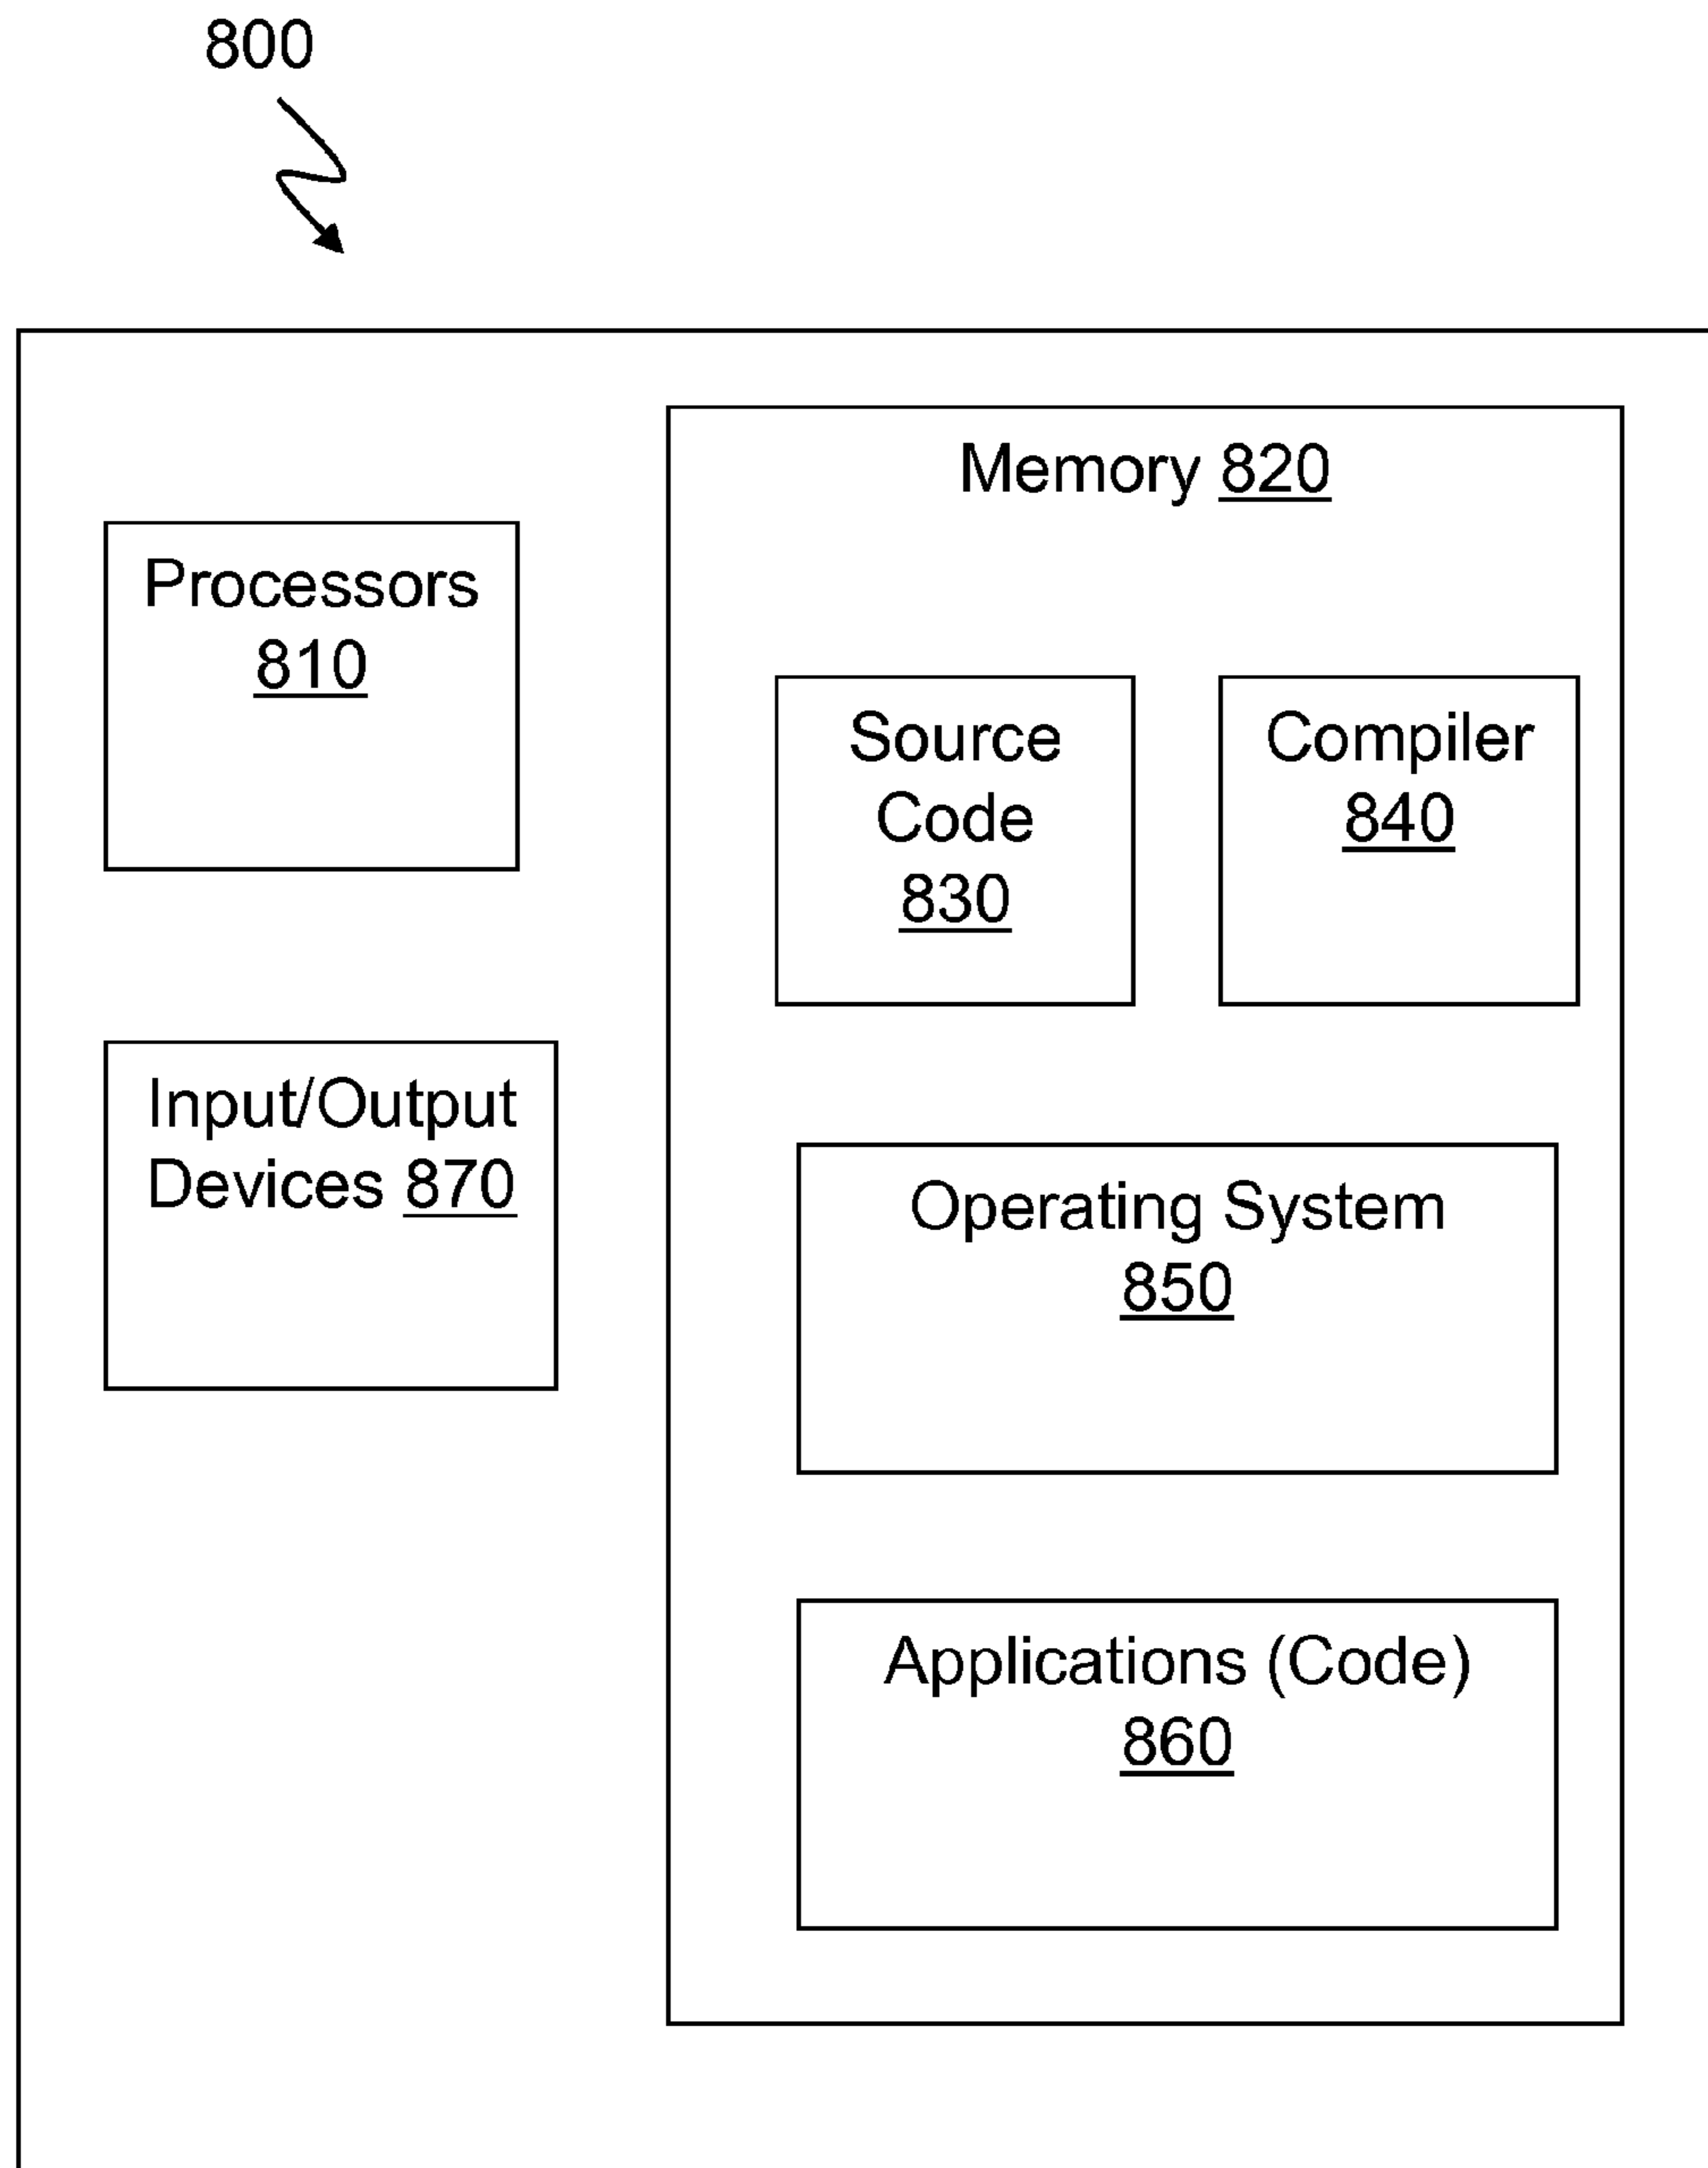 800
Memory 820
Processors
810
Source
Code
830
Compiler
840
Input/Output
Devices 870
Operating System
850
Applications (Code)
860